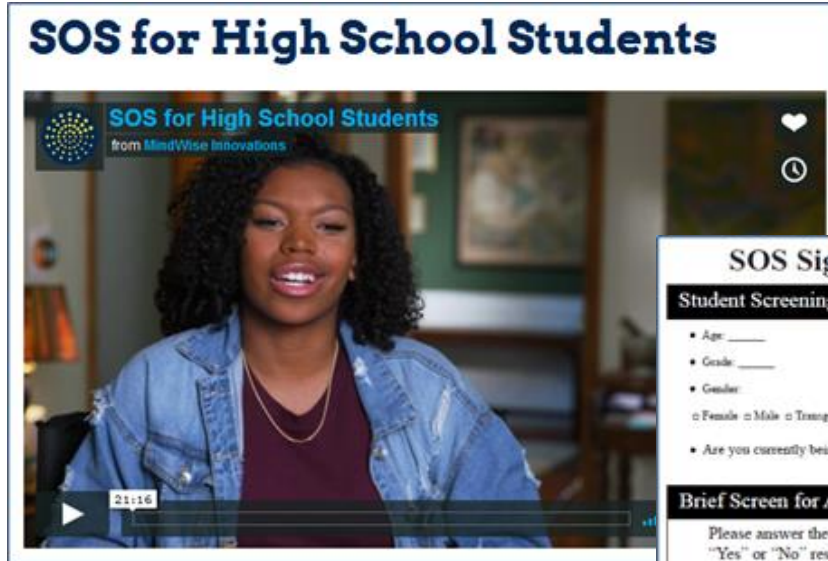 SOS for High School Students
SOS for High School Students
from MindWise Innovations
21:16
SOS Sig
Student Screening
• Age: ______
• Grade: ______
• Gender:
□ Female □ Male □ Transg
• Are you currently bei
Brief Screen for A
Please answer the
"Yes" or "No" res